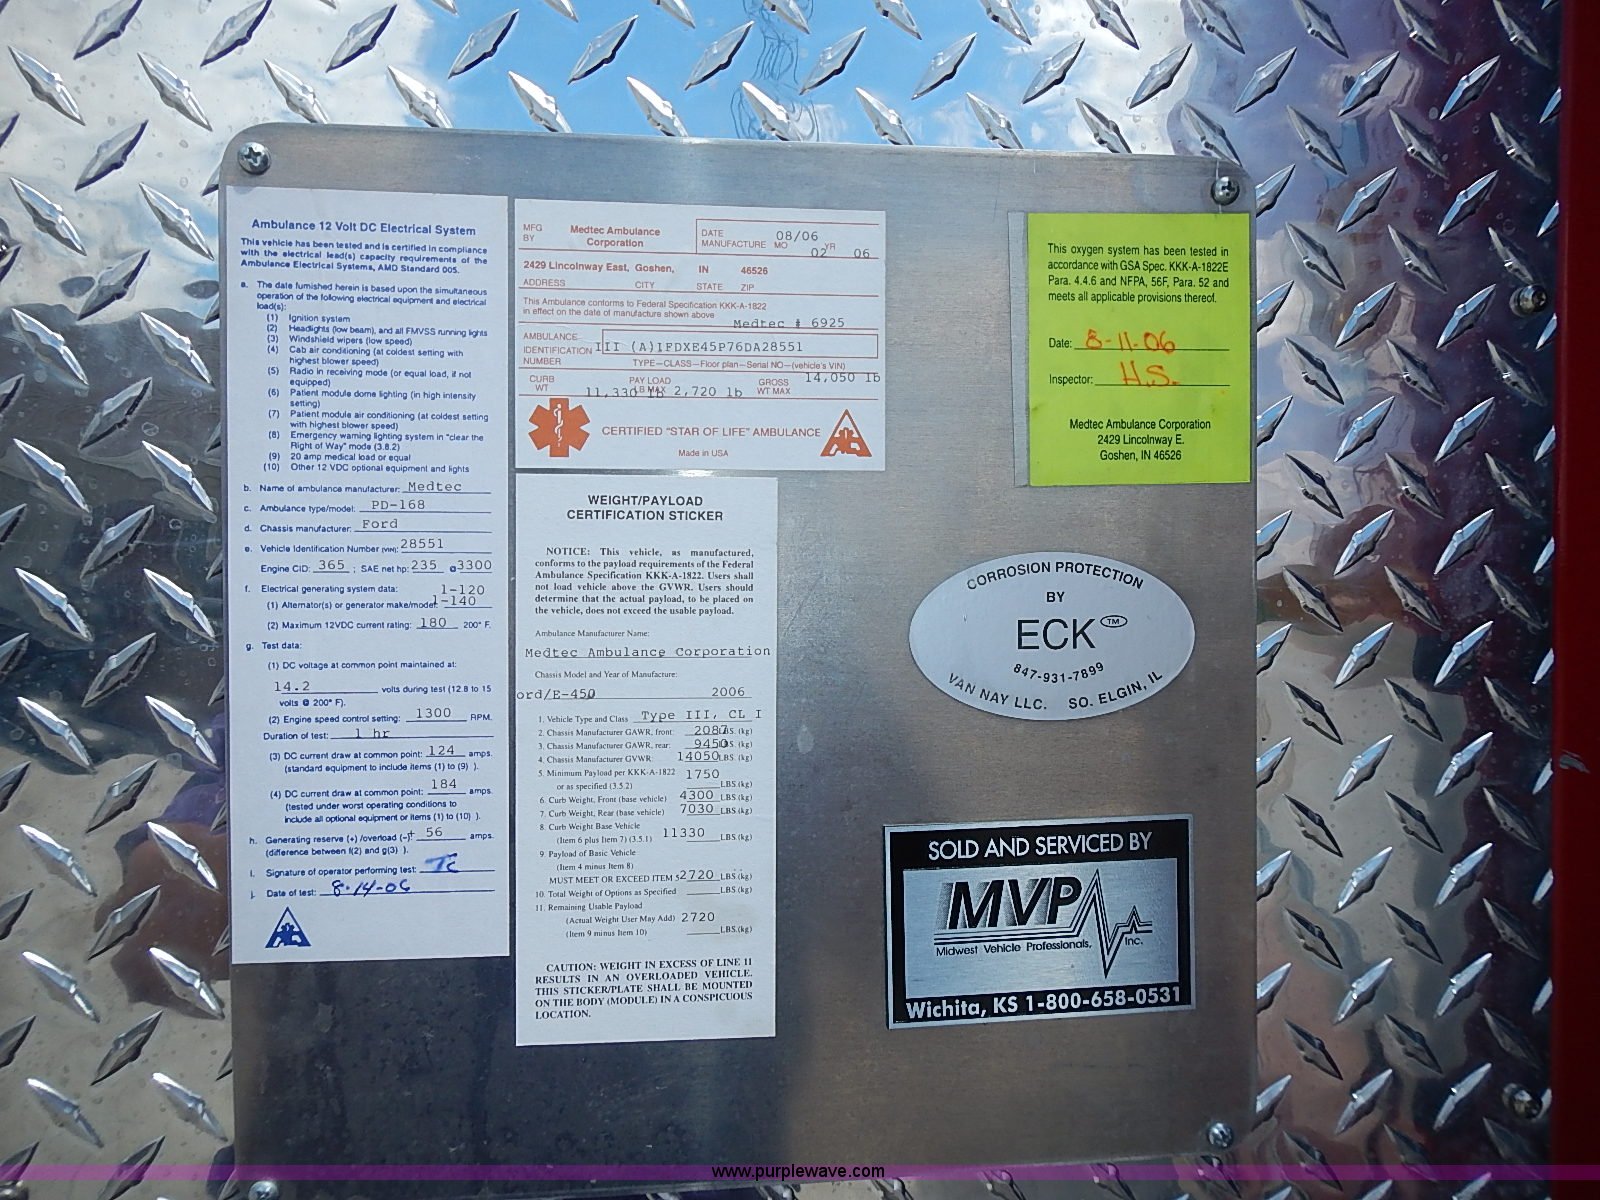 Ambulance 12 Volt DC Electrical System
This vehicle has been tested and is certified in compliance
with the electrical lead(s) capacity requirements of the
Ambulance Electrical Systems, AMD Standard 005.
a. The date furnished herein is based upon the simultaneous
operation of the following electrical equipment and electrical
load(s):
(1) Ignition system
(2) Headlights (low beam), and all FMVSS running lights
(3) Windshield wipers (low speed)
(4) Cab air conditioning (at coldest setting with
highest blower speed)
(5) Radio in receiving mode (or equal load, if not
equipped)
(6) Patient module dome lighting (in high intensity
setting)
(7) Patient module air conditioning (at coldest setting
with highest blower speed)
(8) Emergency warning lighting system in "clear the
Right of Way" mode (3.8.2)
(9) 20 amp medical load or equal
(10) Other 12 VDC optional equipment and lights
b. Name of ambulance manufacturer: Medtec
c. Ambulance type/model: PD-168
d. Chassis manufacturer: Ford
e. Vehicle Identification Number (VIN): 28551
Engine CID: 365 ; SAE net hp: 235 @3300
f. Electrical generating system data: 1-120
(1) Alternator(s) or generator make/model: 1-140
(2) Maximum 12VDC current rating: 180 200° F.
g. Test data:
(1) DC voltage at common point maintained at:
14.2 volts during test (12.8 to 15
volts @ 200° F).
(2) Engine speed control setting: 1300 RPM.
Duration of test: 1 hr
(3) DC current draw at common point: 124 amps.
(standard equipment to include items (1) to (9) ).
(4) DC current draw at common point: 184 amps.
(tested under worst operating conditions to
include all optional equipment or items (1) to (10) ).
h. Generating reserve (+) /overload (-): + 56 amps.
(difference between f(2) and g(3) ).
i. Signature of operator performing test: TC
j. Date of test: 8-14-06
MFG BY Medtec Ambulance Corporation
DATE MANUFACTURE 08/06
MO 02 YR 06
2429 Lincolnway East, Goshen, IN 46526
ADDRESS CITY STATE ZIP
This Ambulance conforms to Federal Specification KKK-A-1822
in effect on the date of manufacture shown above
Medtec # 6925
AMBULANCE IDENTIFICATION NUMBER III (A)1FDXE45P76DA28551
TYPE—CLASS—Floor plan—Serial NO—(vehicle's VIN)
CURB WT 11,330 lb PAY LOAD LB MAX 2,720 lb GROSS WT MAX 14,050 lb
CERTIFIED "STAR OF LIFE" AMBULANCE
Made in USA
WEIGHT/PAYLOAD
CERTIFICATION STICKER
NOTICE: This vehicle, as manufactured,
conforms to the payload requirements of the Federal
Ambulance Specification KKK-A-1822. Users shall
not load vehicle above the GVWR. Users should
determine that the actual payload, to be placed on
the vehicle, does not exceed the usable payload.
Ambulance Manufacturer Name:
Medtec Ambulance Corporation
Chassis Model and Year of Manufacture:
ord/E-450 2006
1. Vehicle Type and Class Type III, CL I
2. Chassis Manufacturer GAWR, front: 2087 LBS. (kg)
3. Chassis Manufacturer GAWR, rear: 9450 LBS. (kg)
4. Chassis Manufacturer GVWR: 14050 LBS (kg)
5. Minimum Payload per KKK-A-1822 1750
or as specified (3.5.2) LBS (kg)
6. Curb Weight, Front (base vehicle) 4300 LBS (kg)
7. Curb Weight, Rear (base vehicle) 7030 LBS (kg)
8. Curb Weight Base Vehicle
(Item 6 plus Item 7) (3.5.1) 11330 LBS.(kg)
9. Payload of Basic Vehicle
(Item 4 minus Item 8)
MUST MEET OR EXCEED ITEM 5 2720 LBS (kg)
10. Total Weight of Options as Specified LBS (kg)
11. Remaining Usable Payload
(Actual Weight User May Add) 2720
(Item 9 minus Item 10) LBS.(kg)
CAUTION: WEIGHT IN EXCESS OF LINE 11
RESULTS IN AN OVERLOADED VEHICLE.
THIS STICKER/PLATE SHALL BE MOUNTED
ON THE BODY (MODULE) IN A CONSPICUOUS
LOCATION.
This oxygen system has been tested in
accordance with GSA Spec. KKK-A-1822E
Para. 4.4.6 and NFPA, 56F, Para. 52 and
meets all applicable provisions thereof.
Date: 8-11-06
Inspector: H.S.
Medtec Ambulance Corporation
2429 Lincolnway E.
Goshen, IN 46526
CORROSION PROTECTION
BY
ECK TM
847-931-7899
VAN NAY LLC. SO. ELGIN, IL
SOLD AND SERVICED BY
MVP
Midwest Vehicle Professionals, Inc.
Wichita, KS 1-800-658-0531
www.purplewave.com